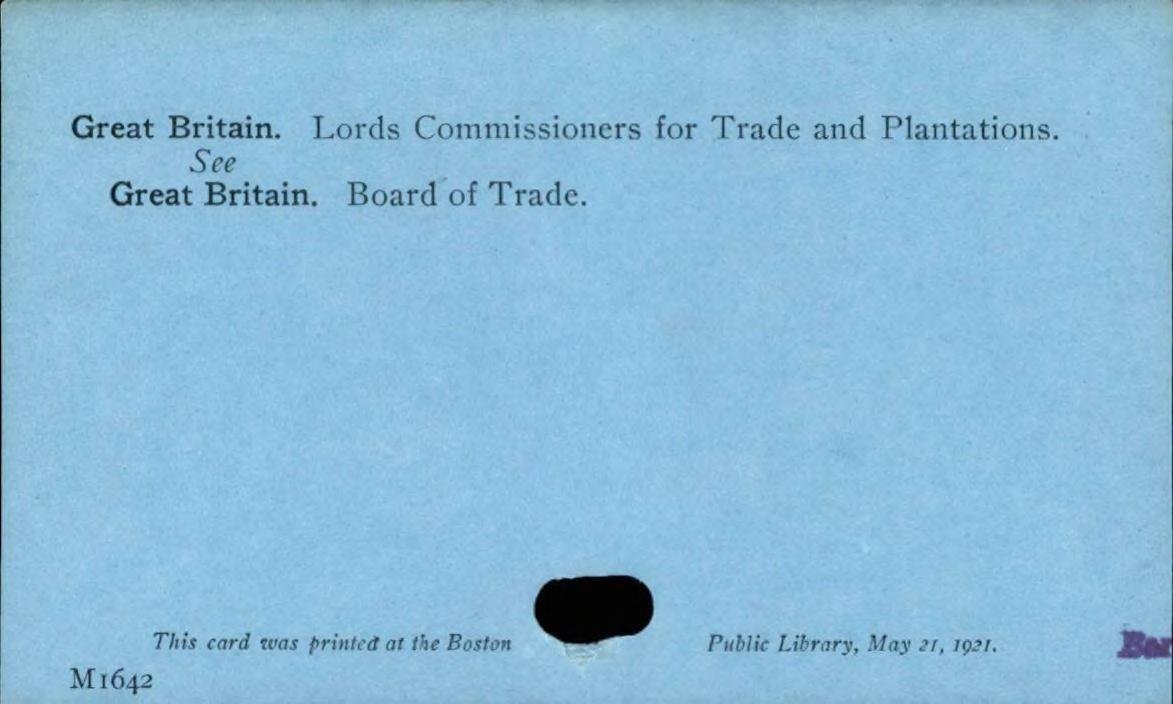 Great Britain. Lords Commissioners for Trade and Plantations.
See
Great Britain. Board of Trade.
This card was printed at the Boston Public Library, May 21, 1921.
M1642